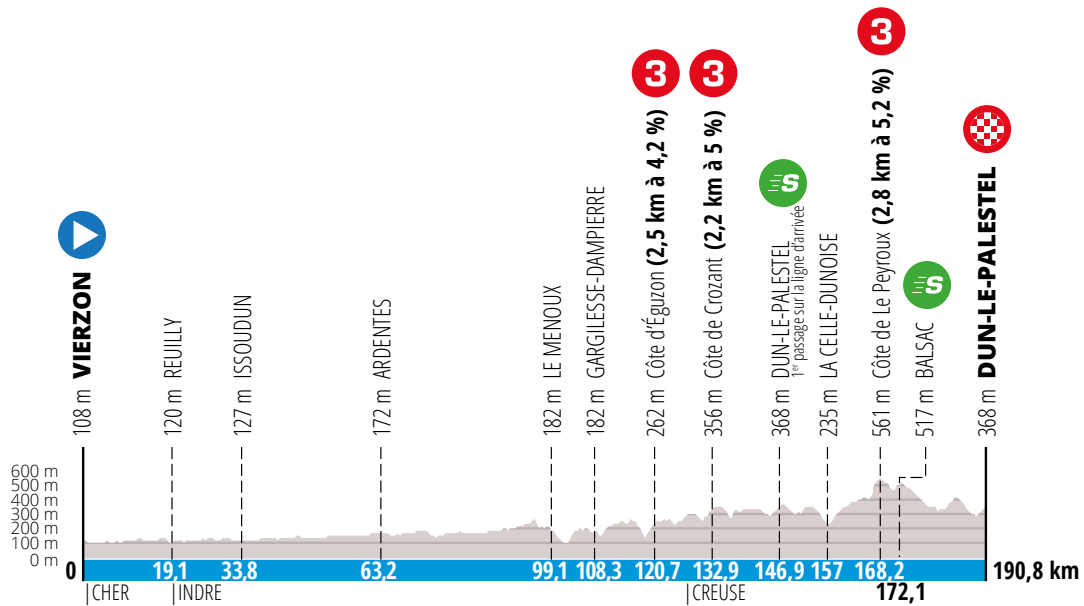 3
3
3
S
S
108 m VIERZON
120 m REUILLY
127 m ISSOUDUN
172 m ARDENTES
182 m LE MENOUX
182 m GARGILESSE-DAMPIERRE
262 m Côte d'Éguzon (2,5 km à 4,2 %)
356 m Côte de Crozant (2,2 km à 5 %)
368 m DUN-LE-PALESTEL
1er passage sur la ligne d'arrivée
235 m LA CELLE-DUNOISE
561 m Côte de Le Peyroux (2,8 km à 5,2 %)
517 m BALSAC
368 m DUN-LE-PALESTEL
600 m
500 m
400 m
300 m
200 m
100 m
0 m
0 19,1 33,8 63,2 99,1 108,3 120,7 132,9 146,9 157 168,2 190,8 km
172,1
CHER
INDRE
CREUSE